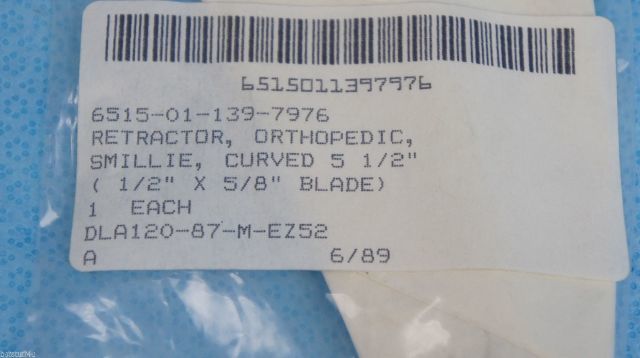 6515011397976
6515-01-139-7976
RETRACTOR, ORTHOPEDIC,
SMILLIE, CURVED 5 1/2"
( 1/2" X 5/8" BLADE)
1 EACH
DLA120-87-M-EZ52
A 6/89